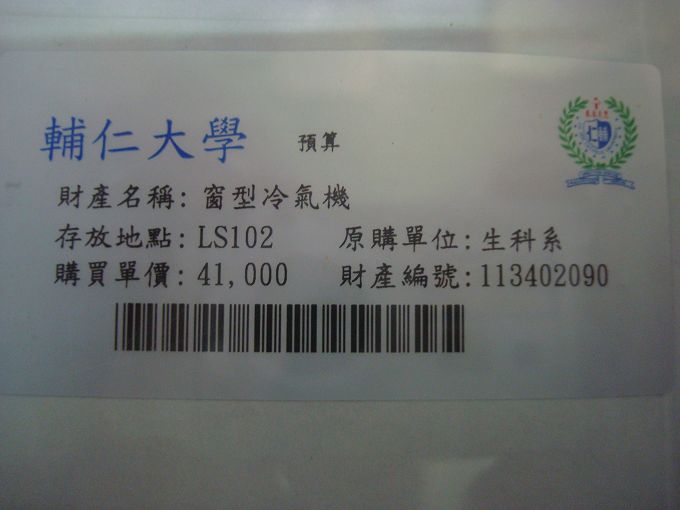 輔仁大學 預算
財產名稱: 窗型冷氣機
存放地點: LS102 原購單位: 生科系
購買單價: 41,000 財產編號: 113402090